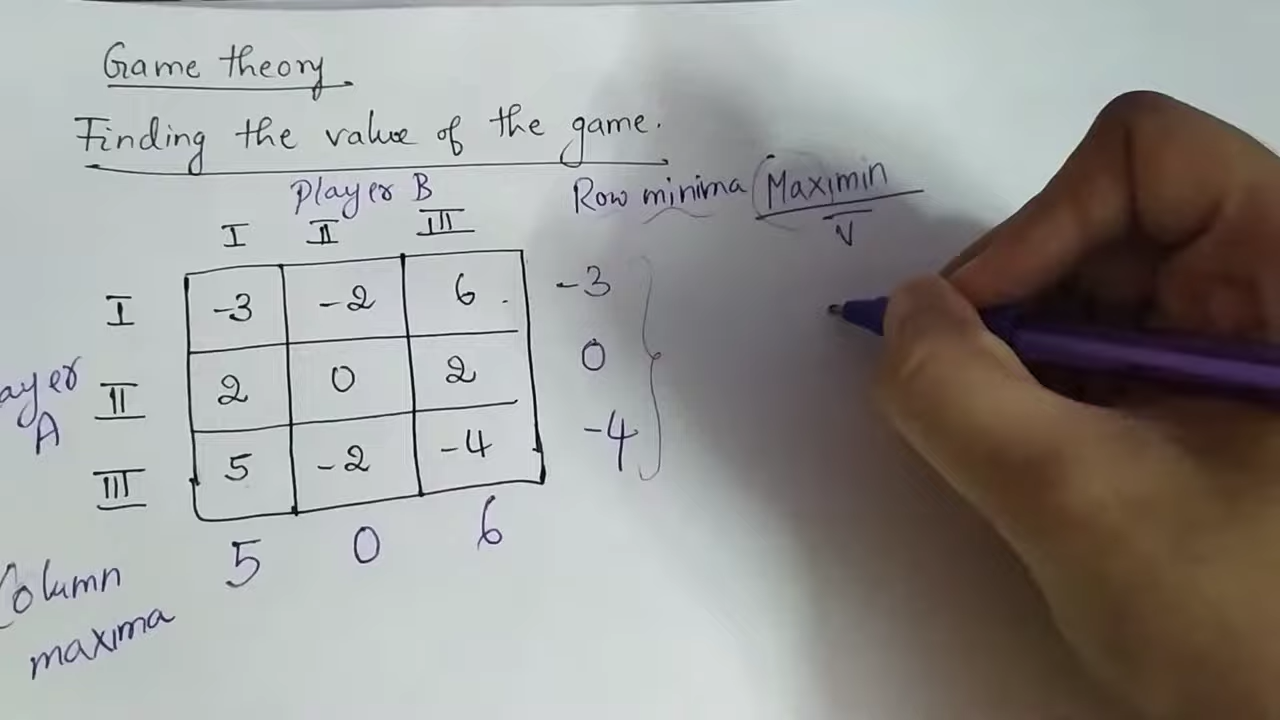 Game theory
Finding the value of the game.
Player B
Row minima Maximin
V
I II III
I -3 -2 6 -3
II 2 0 2 0
ayer
A
III 5 -2 -4 -4
5 0 6
Column
maxima